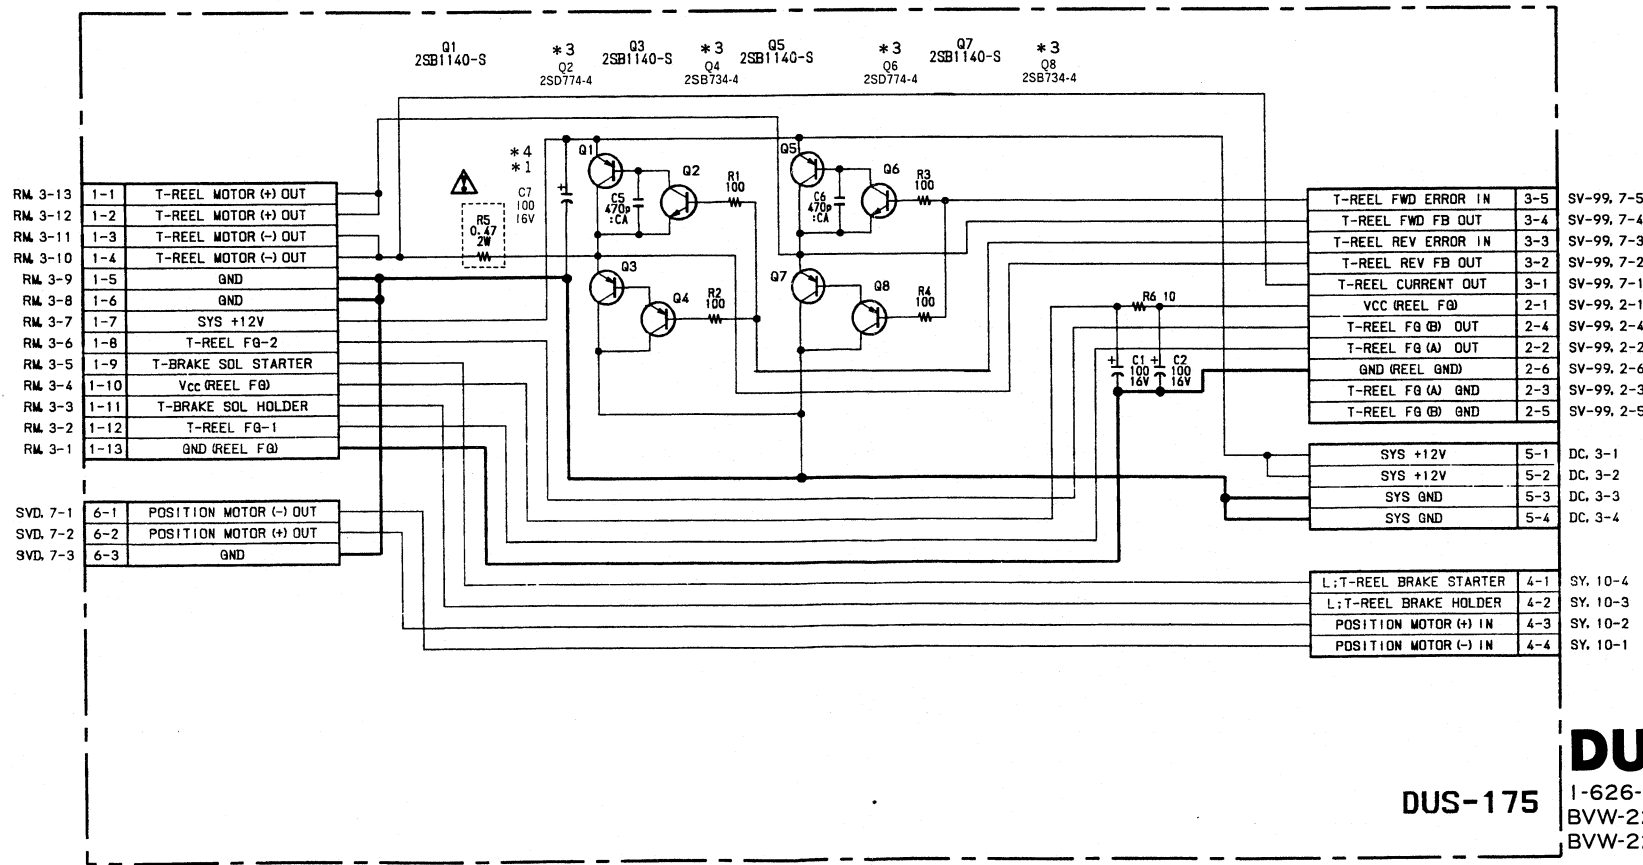 Q1
2SB1140-S
*3
Q2
2SD774-4
Q3
2SB1140-S
*3
Q4
2SB734-4
Q5
2SB1140-S
*3
Q6
2SD774-4
Q7
2SB1140-S
*3
Q8
2SB734-4
RM. 3-13 1-1 T-REEL MOTOR (+) OUT
RM. 3-12 1-2 T-REEL MOTOR (+) OUT
RM. 3-11 1-3 T-REEL MOTOR (-) OUT
RM. 3-10 1-4 T-REEL MOTOR (-) OUT
RM. 3-9 1-5 GND
RM. 3-8 1-6 GND
RM. 3-7 1-7 SYS +12V
RM. 3-6 1-8 T-REEL FG-2
RM. 3-5 1-9 T-BRAKE SOL STARTER
RM. 3-4 1-10 Vcc (REEL FG)
RM. 3-3 1-11 T-BRAKE SOL HOLDER
RM. 3-2 1-12 T-REEL FG-1
RM. 3-1 1-13 GND (REEL FG)
SVD. 7-1 6-1 POSITION MOTOR (-) OUT
SVD. 7-2 6-2 POSITION MOTOR (+) OUT
SVD. 7-3 6-3 GND
*4
*1
C7
100
16V
+
R5
0.47
2W
Q1
C5
470p
:CA
Q2
R1
100
Q3
Q4
R2
100
Q5
C6
470p
:CA
Q6
R3
100
Q7
Q8
R4
100
R6 10
+ C1
100
16V
+ C2
100
16V
T-REEL FWD ERROR IN 3-5 SV-99, 7-5
T-REEL FWD FB OUT 3-4 SV-99, 7-4
T-REEL REV ERROR IN 3-3 SV-99, 7-3
T-REEL REV FB OUT 3-2 SV-99, 7-2
T-REEL CURRENT OUT 3-1 SV-99, 7-1
VCC (REEL FG) 2-1 SV-99, 2-1
T-REEL FG (B) OUT 2-4 SV-99, 2-4
T-REEL FG (A) OUT 2-2 SV-99, 2-2
GND (REEL GND) 2-6 SV-99, 2-6
T-REEL FG (A) GND 2-3 SV-99, 2-3
T-REEL FG (B) GND 2-5 SV-99, 2-5
SYS +12V 5-1 DC, 3-1
SYS +12V 5-2 DC, 3-2
SYS GND 5-3 DC, 3-3
SYS GND 5-4 DC, 3-4
L;T-REEL BRAKE STARTER 4-1 SY, 10-4
L;T-REEL BRAKE HOLDER 4-2 SY, 10-3
POSITION MOTOR (+) IN 4-3 SY, 10-2
POSITION MOTOR (-) IN 4-4 SY, 10-1
DUS-175
DU
1-626-
BVW-2
BVW-2